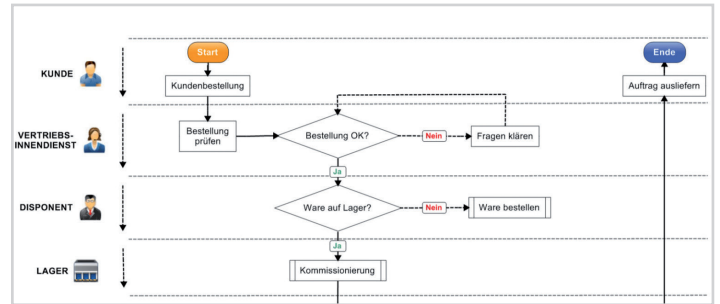 Start
Ende
KUNDE
Kundenbestellung
Auftrag ausliefern
VERTRIEBS-
INNENDIENST
Bestellung
prüfen
Bestellung OK?
Nein
Fragen klären
Ja
DISPONENT
Ware auf Lager?
Nein
Ware bestellen
Ja
LAGER
Kommissionierung